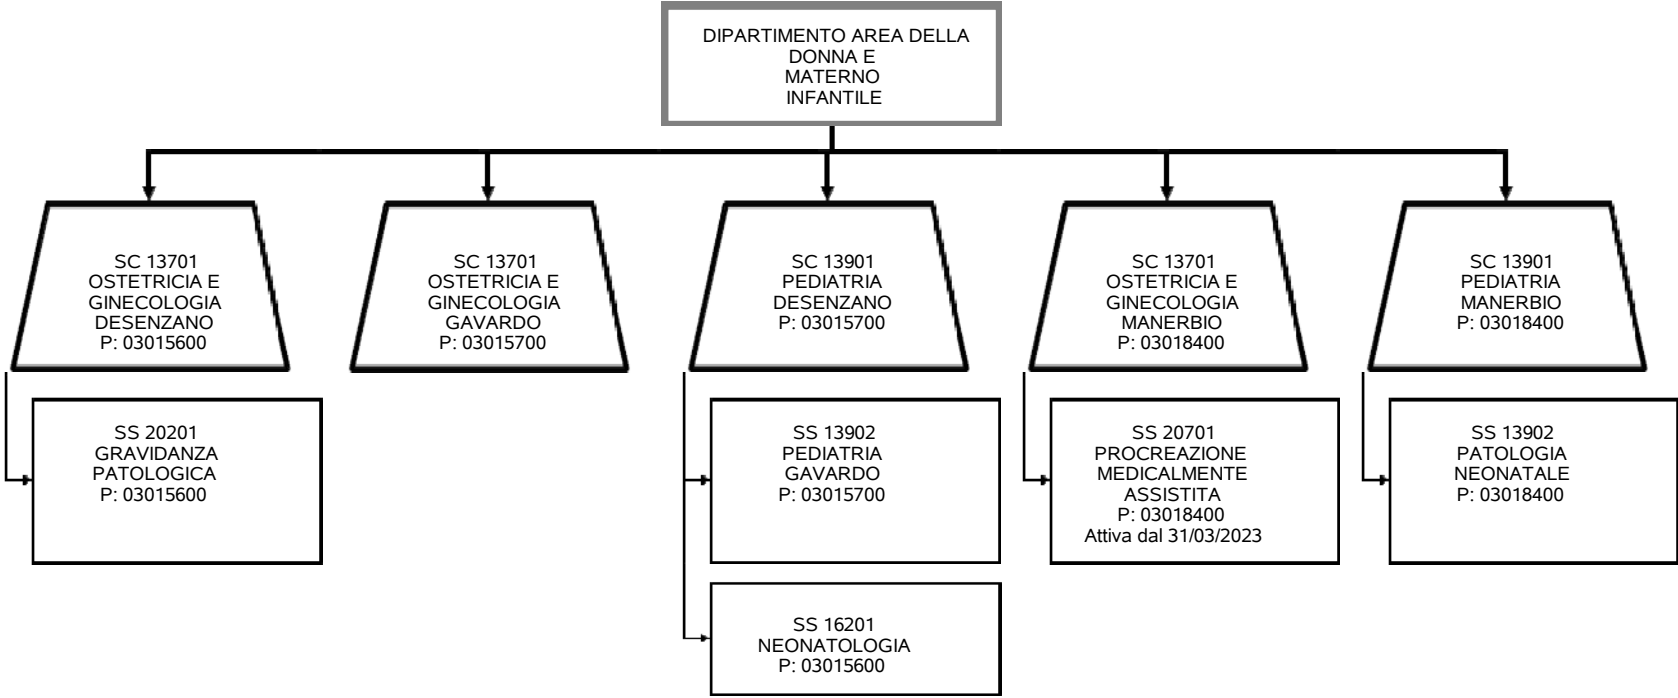 DIPARTIMENTO AREA DELLA
DONNA E
MATERNO
INFANTILE
SC 13701
OSTETRICIA E
GINECOLOGIA
DESENZANO
P: 03015600
SC 13701
OSTETRICIA E
GINECOLOGIA
GAVARDO
P: 03015700
SC 13901
PEDIATRIA
DESENZANO
P: 03015700
SC 13701
OSTETRICIA E
GINECOLOGIA
MANERBIO
P: 03018400
SC 13901
PEDIATRIA
MANERBIO
P: 03018400
SS 20201
GRAVIDANZA
PATOLOGICA
P: 03015600
SS 13902
PEDIATRIA
GAVARDO
P: 03015700
SS 20701
PROCREAZIONE
MEDICALMENTE
ASSISTITA
P: 03018400
Attiva dal 31/03/2023
SS 13902
PATOLOGIA
NEONATALE
P: 03018400
SS 16201
NEONATOLOGIA
P: 03015600